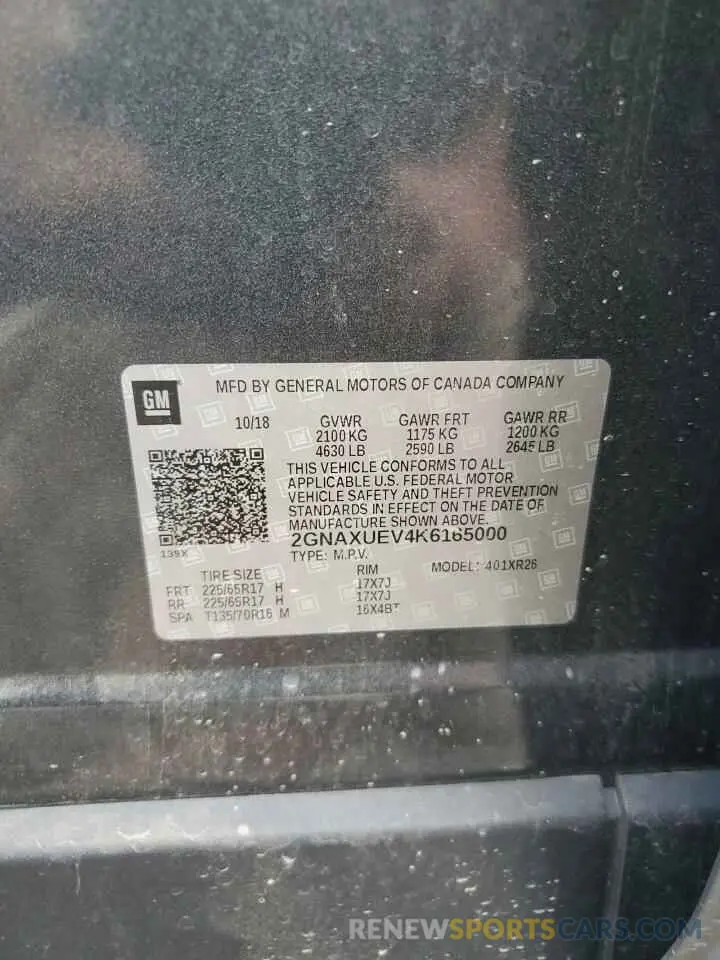 GM
MFD BY GENERAL MOTORS OF CANADA COMPANY
10/18 GVWR GAWR FRT GAWR RR
2100 KG 1175 KG 1200 KG
4630 LB 2590 LB 2645 LB
THIS VEHICLE CONFORMS TO ALL
APPLICABLE U.S. FEDERAL MOTOR
VEHICLE SAFETY AND THEFT PREVENTION
STANDARDS IN EFFECT ON THE DATE OF
MANUFACTURE SHOWN ABOVE.
139X 2GNAXUEV4K6165000
TYPE: M.P.V. MODEL: 401XR26
TIRE SIZE RIM
FRT 225/65R17 H 17X7J
RR 225/65R17 H 17X7J
SPA T135/70R16 M 16X4BT
RENEWSPORTSCARS.COM